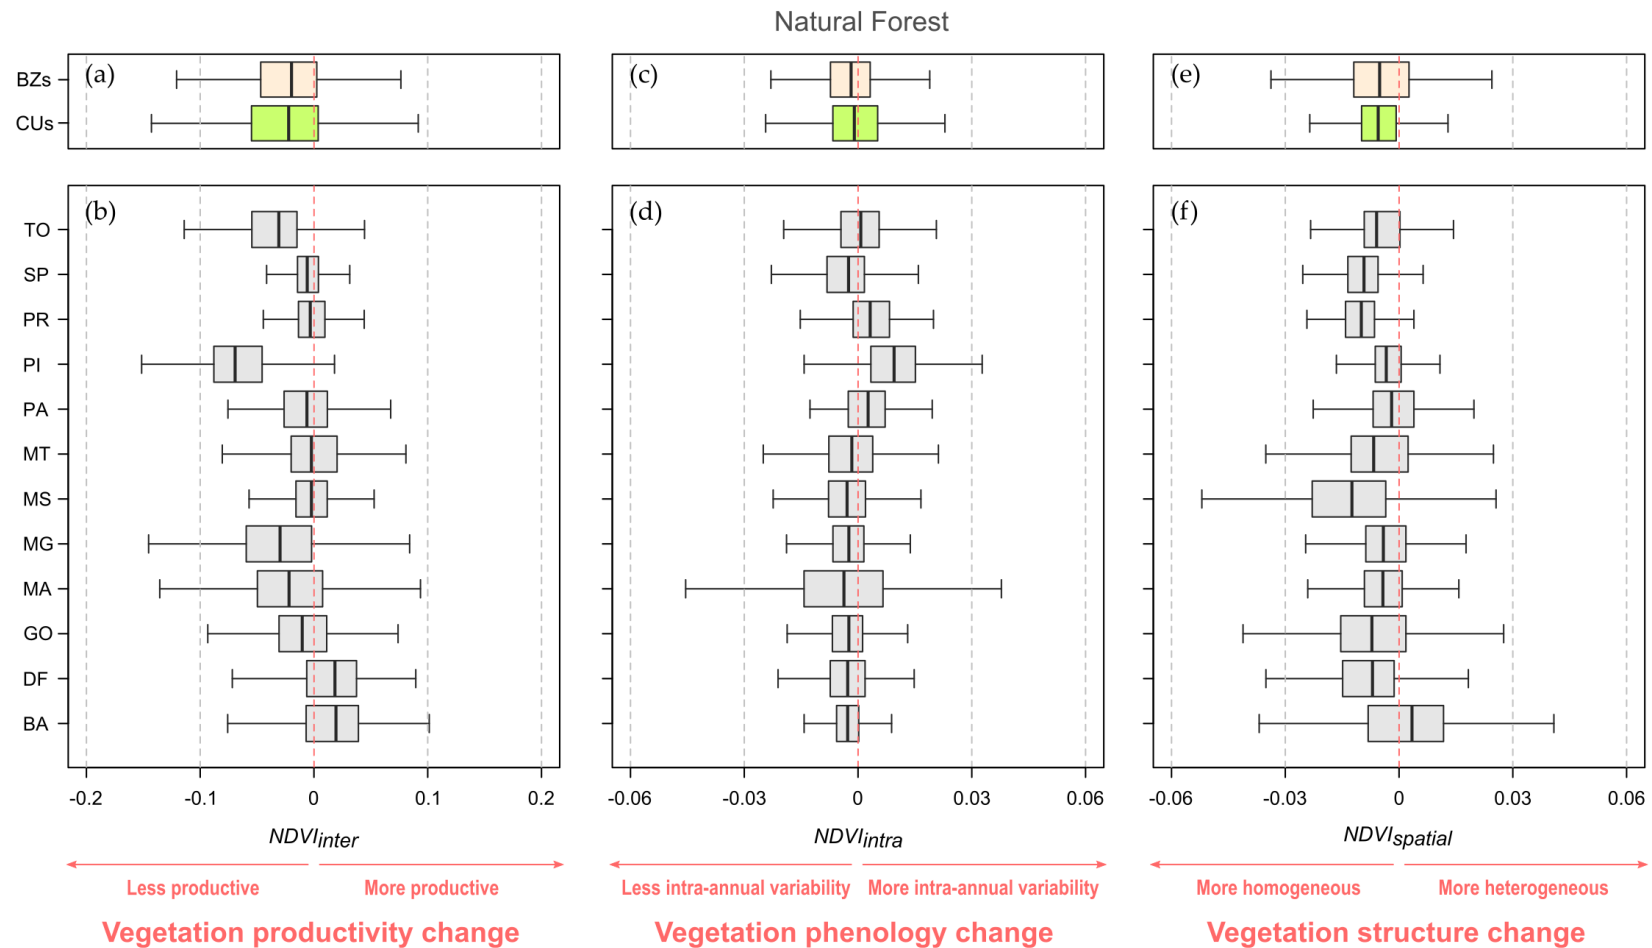 Natural Forest
(a) (c) (e)
BZs
CUs
(b) (d) (f)
TO
SP
PR
PI
PA
MT
MS
MG
MA
GO
DF
BA
-0.2 -0.1 0 0.1 0.2 -0.06 -0.03 0 0.03 0.06 -0.06 -0.03 0 0.03 0.06
NDVIinter NDVIintra NDVIspatial
Less productive More productive Less intra-annual variability More intra-annual variability More homogeneous More heterogeneous
Vegetation productivity change Vegetation phenology change Vegetation structure change